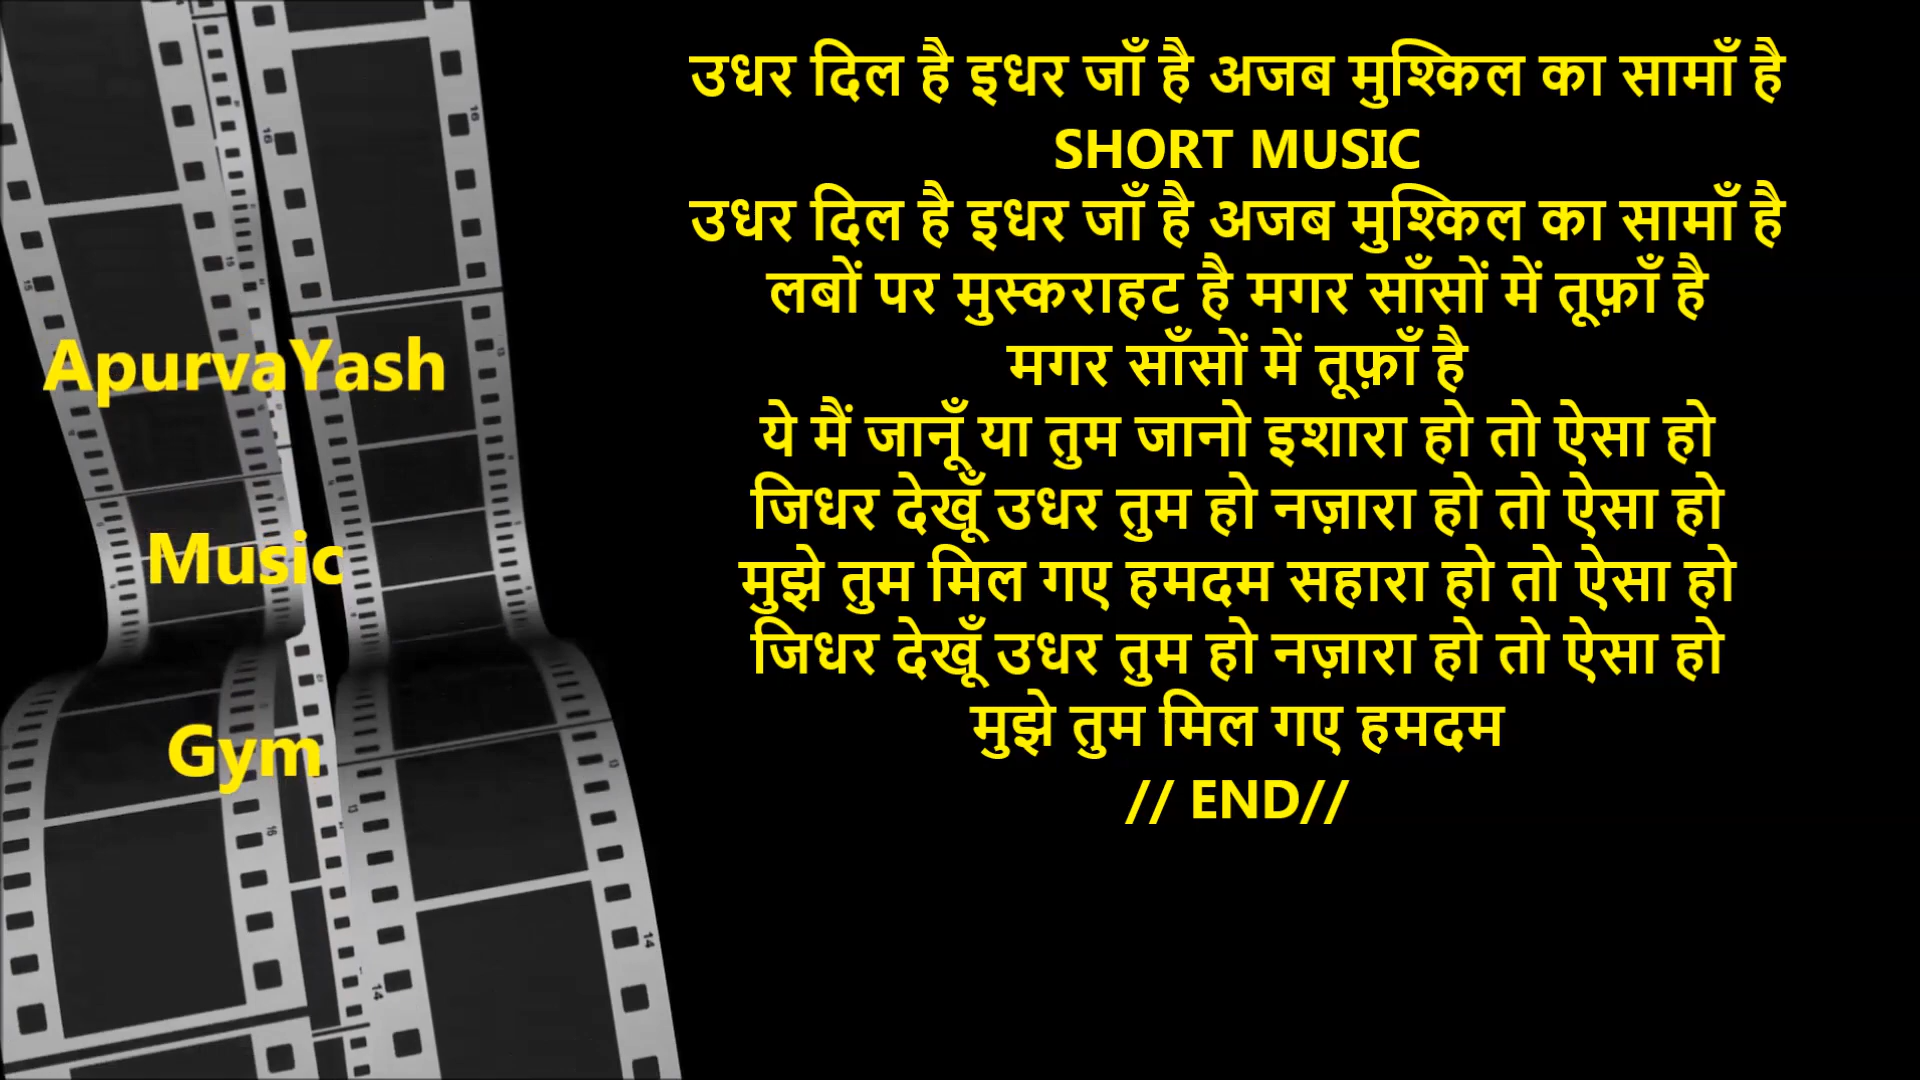 ApurvaYash
Music
Gym
उधर दिल है इधर जाँ है अजब मुश्किल का सामाँ है
SHORT MUSIC
उधर दिल है इधर जाँ है अजब मुश्किल का सामाँ है
लबों पर मुस्कराहट है मगर साँसों में तूफ़ाँ है
मगर साँसों में तूफ़ाँ है
ये मैं जानूँ या तुम जानो इशारा हो तो ऐसा हो
जिधर देखूँ उधर तुम हो नज़ारा हो तो ऐसा हो
मुझे तुम मिल गए हमदम सहारा हो तो ऐसा हो
जिधर देखूँ उधर तुम हो नज़ारा हो तो ऐसा हो
मुझे तुम मिल गए हमदम
// END//